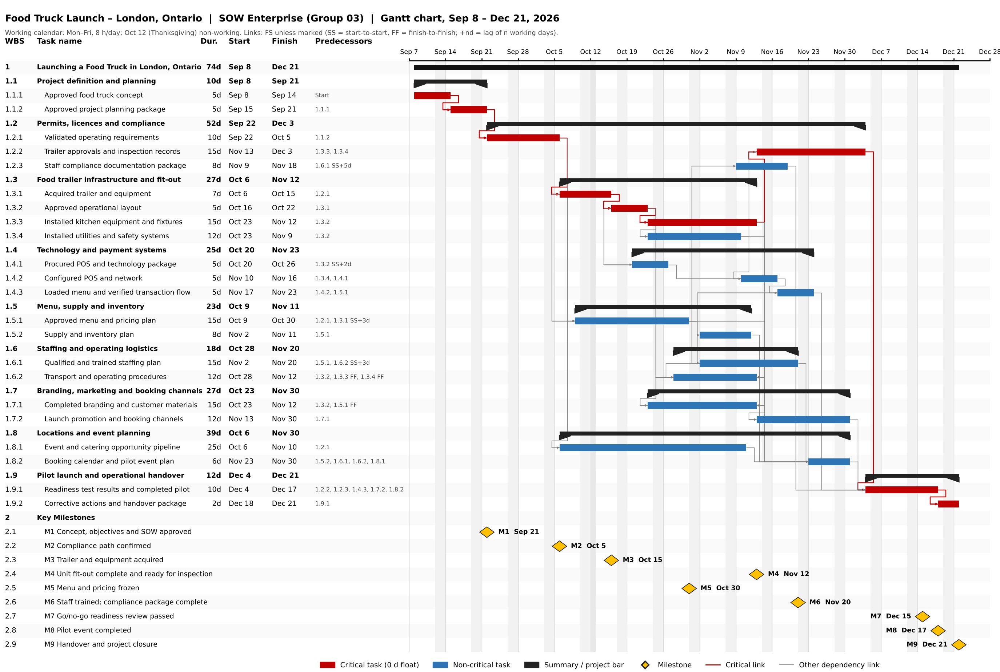 Food Truck Launch – London, Ontario | SOW Enterprise (Group 03) | Gantt chart, Sep 8 – Dec 21, 2026
Working calendar: Mon–Fri, 8 h/day; Oct 12 (Thanksgiving) non-working. Links: FS unless marked (SS = start-to-start, FF = finish-to-finish; +nd = lag of n working days).
WBS Task name Dur. Start Finish Predecessors
Sep 7 Sep 14 Sep 21 Sep 28 Oct 5 Oct 12 Oct 19 Oct 26 Nov 2 Nov 9 Nov 16 Nov 23 Nov 30 Dec 7 Dec 14 Dec 21 Dec 28
1 Launching a Food Truck in London, Ontario 74d Sep 8 Dec 21
1.1 Project definition and planning 10d Sep 8 Sep 21
1.1.1 Approved food truck concept 5d Sep 8 Sep 14 Start
1.1.2 Approved project planning package 5d Sep 15 Sep 21 1.1.1
1.2 Permits, licences and compliance 52d Sep 22 Dec 3
1.2.1 Validated operating requirements 10d Sep 22 Oct 5 1.1.2
1.2.2 Trailer approvals and inspection records 15d Nov 13 Dec 3 1.3.3, 1.3.4
1.2.3 Staff compliance documentation package 8d Nov 9 Nov 18 1.6.1 SS+5d
1.3 Food trailer infrastructure and fit-out 27d Oct 6 Nov 12
1.3.1 Acquired trailer and equipment 7d Oct 6 Oct 15 1.2.1
1.3.2 Approved operational layout 5d Oct 16 Oct 22 1.3.1
1.3.3 Installed kitchen equipment and fixtures 15d Oct 23 Nov 12 1.3.2
1.3.4 Installed utilities and safety systems 12d Oct 23 Nov 9 1.3.2
1.4 Technology and payment systems 25d Oct 20 Nov 23
1.4.1 Procured POS and technology package 5d Oct 20 Oct 26 1.3.2 SS+2d
1.4.2 Configured POS and network 5d Nov 10 Nov 16 1.3.4, 1.4.1
1.4.3 Loaded menu and verified transaction flow 5d Nov 17 Nov 23 1.4.2, 1.5.1
1.5 Menu, supply and inventory 23d Oct 9 Nov 11
1.5.1 Approved menu and pricing plan 15d Oct 9 Oct 30 1.2.1, 1.3.1 SS+3d
1.5.2 Supply and inventory plan 8d Nov 2 Nov 11 1.5.1
1.6 Staffing and operating logistics 18d Oct 28 Nov 20
1.6.1 Qualified and trained staffing plan 15d Nov 2 Nov 20 1.5.1, 1.6.2 SS+3d
1.6.2 Transport and operating procedures 12d Oct 28 Nov 12 1.3.2, 1.3.3 FF, 1.3.4 FF
1.7 Branding, marketing and booking channels 27d Oct 23 Nov 30
1.7.1 Completed branding and customer materials 15d Oct 23 Nov 12 1.3.2, 1.5.1 FF
1.7.2 Launch promotion and booking channels 12d Nov 13 Nov 30 1.7.1
1.8 Locations and event planning 39d Oct 6 Nov 30
1.8.1 Event and catering opportunity pipeline 25d Oct 6 Nov 10 1.2.1
1.8.2 Booking calendar and pilot event plan 6d Nov 23 Nov 30 1.5.2, 1.6.1, 1.6.2, 1.8.1
1.9 Pilot launch and operational handover 12d Dec 4 Dec 21
1.9.1 Readiness test results and completed pilot 10d Dec 4 Dec 17 1.2.2, 1.2.3, 1.4.3, 1.7.2, 1.8.2
1.9.2 Corrective actions and handover package 2d Dec 18 Dec 21 1.9.1
2 Key Milestones
2.1 M1 Concept, objectives and SOW approved M1 Sep 21
2.2 M2 Compliance path confirmed M2 Oct 5
2.3 M3 Trailer and equipment acquired M3 Oct 15
2.4 M4 Unit fit-out complete and ready for inspection M4 Nov 12
2.5 M5 Menu and pricing frozen M5 Oct 30
2.6 M6 Staff trained; compliance package complete M6 Nov 20
2.7 M7 Go/no-go readiness review passed M7 Dec 15
2.8 M8 Pilot event completed M8 Dec 17
2.9 M9 Handover and project closure M9 Dec 21
Critical task (0 d float) Non-critical task Summary / project bar Milestone Critical link Other dependency link